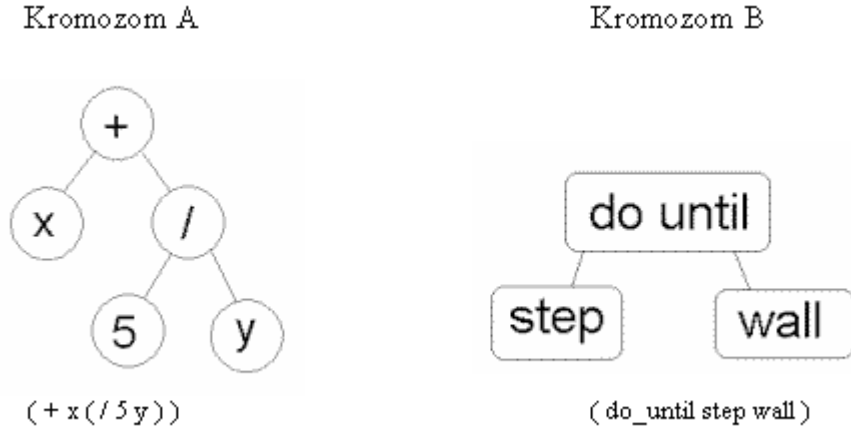 Kromozom A
Kromozom B
+
x
/
5
y
( + x ( / 5 y ) )
do until
step
wall
( do_until step wall )